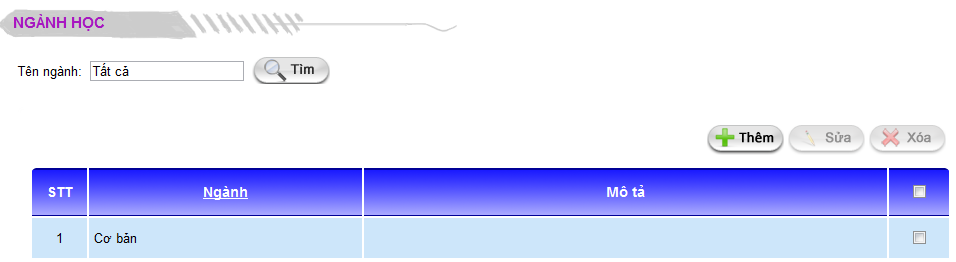 NGÀNH HỌC
Tên ngành: Tất cả Tìm
Thêm Sửa Xóa
STT Ngành Mô tả
1 Cơ bản